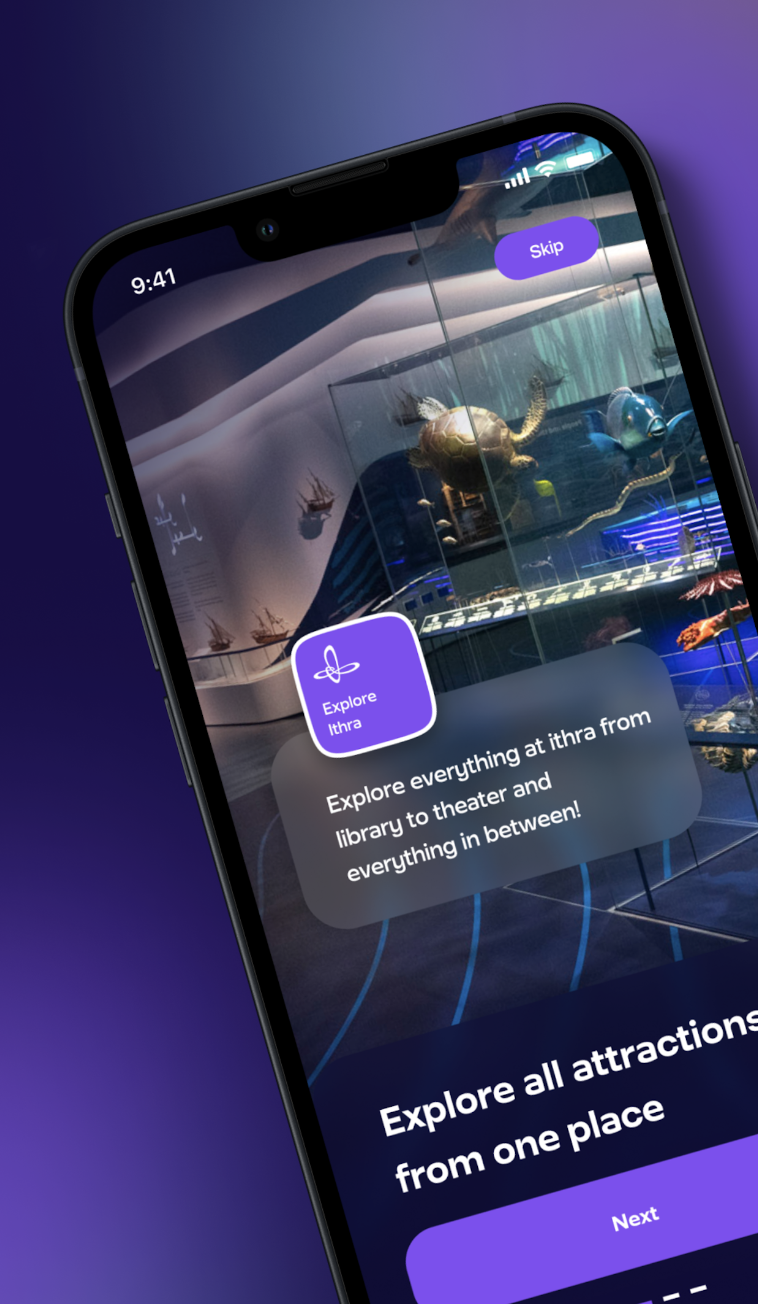 9:41
Skip
Explore
Ithra
Explore everything at ithra from
library to theater and
everything in between!
Explore all attractions
from one place
Next